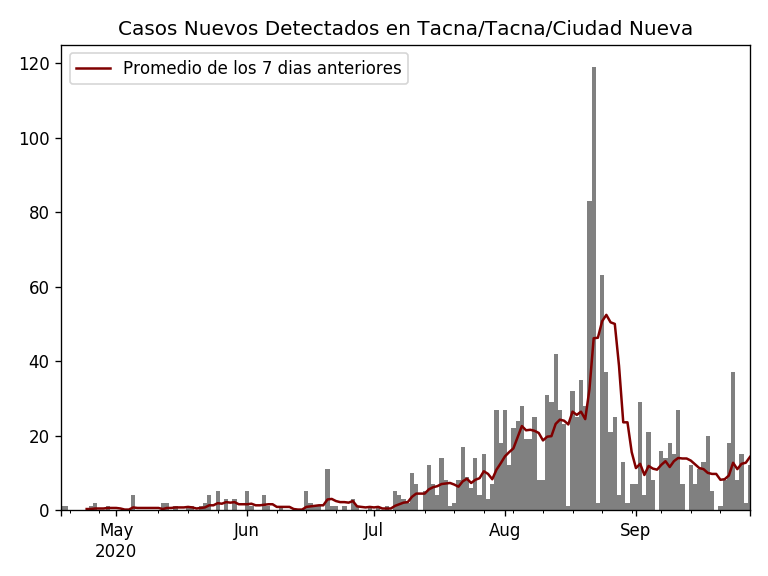 Casos Nuevos Detectados en Tacna/Tacna/Ciudad Nueva
Promedio de los 7 dias anteriores
120
100
80
60
40
20
0
May Jun Jul Aug Sep
2020